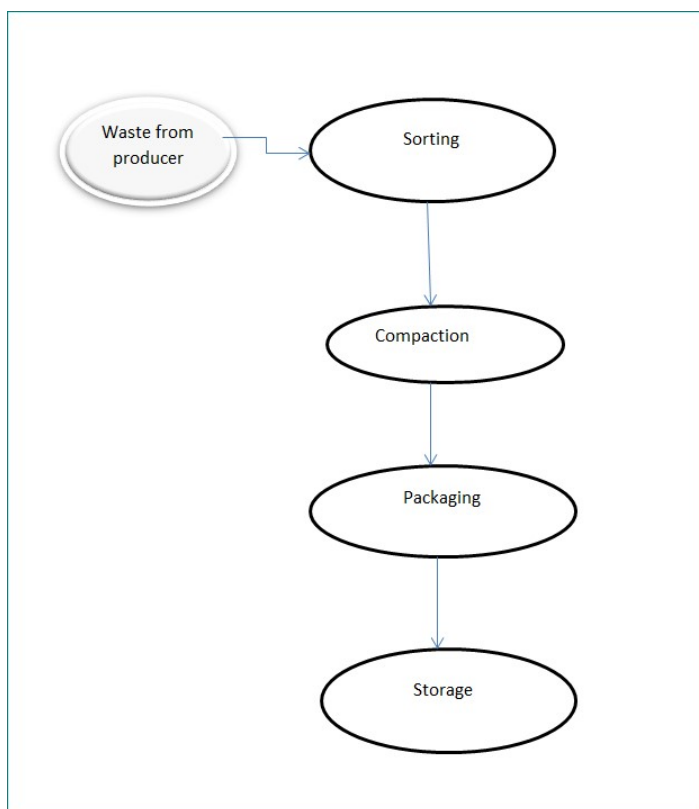 Waste from
producer
Sorting
Compaction
Packaging
Storage